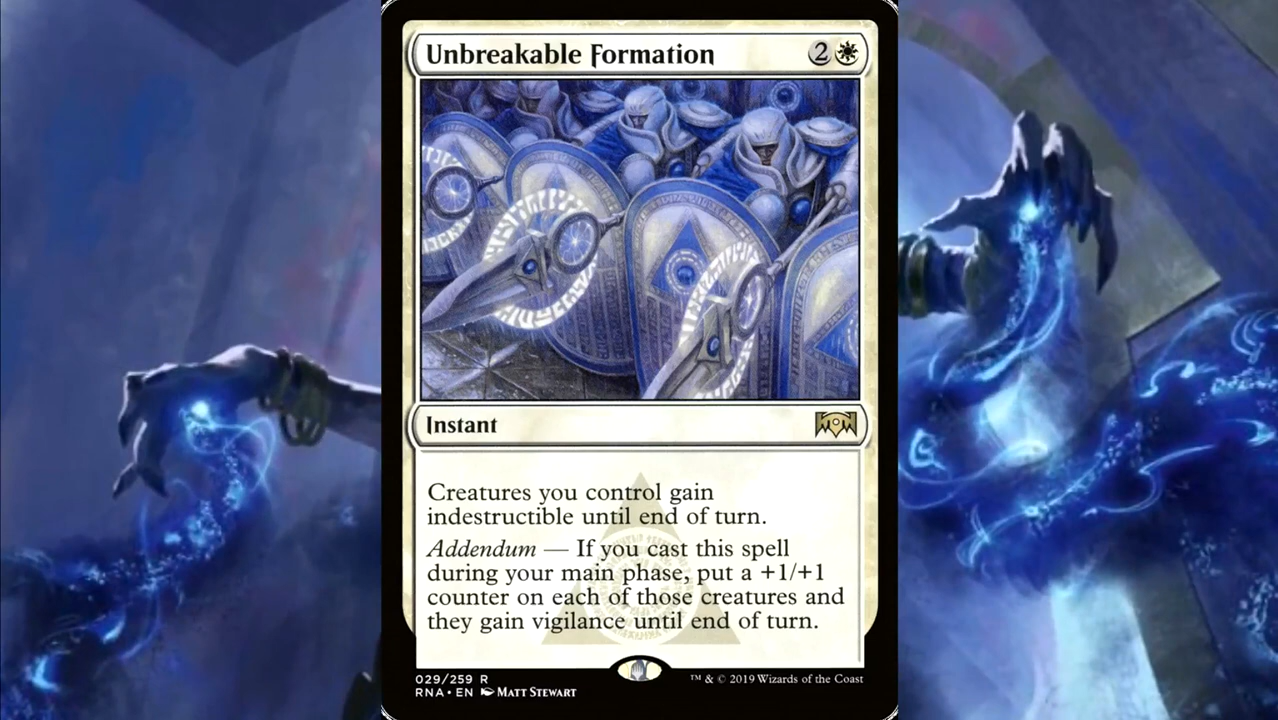 Unbreakable Formation 2
Instant
Creatures you control gain
indestructible until end of turn.
Addendum — If you cast this spell
during your main phase, put a +1/+1
counter on each of those creatures and
they gain vigilance until end of turn.
029/259 R
RNA • EN Matt Stewart
™ & © 2019 Wizards of the Coast